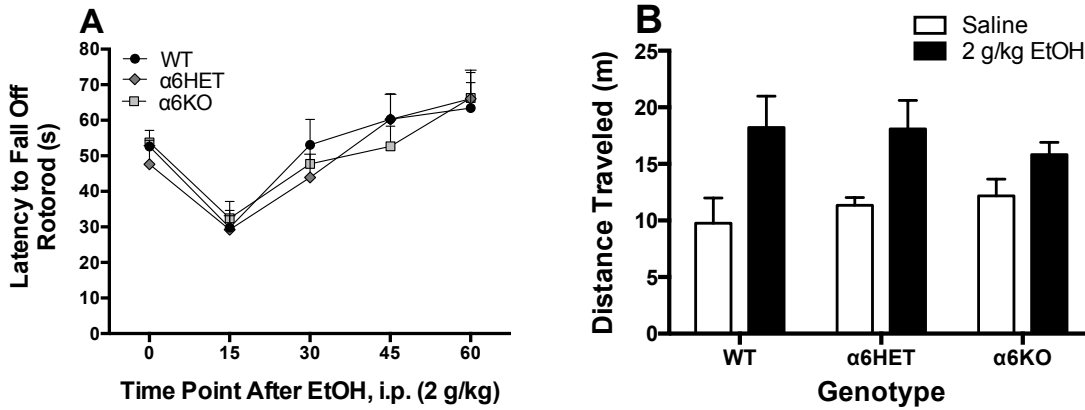 A
80
70
60
50
40
30
20
10
0
Latency to Fall Off
Rotorod (s)
WT
α6HET
α6KO
0 15 30 45 60
Time Point After EtOH, i.p. (2 g/kg)
B
Saline
2 g/kg EtOH
25
20
15
10
5
0
Distance Traveled (m)
WT α6HET α6KO
Genotype